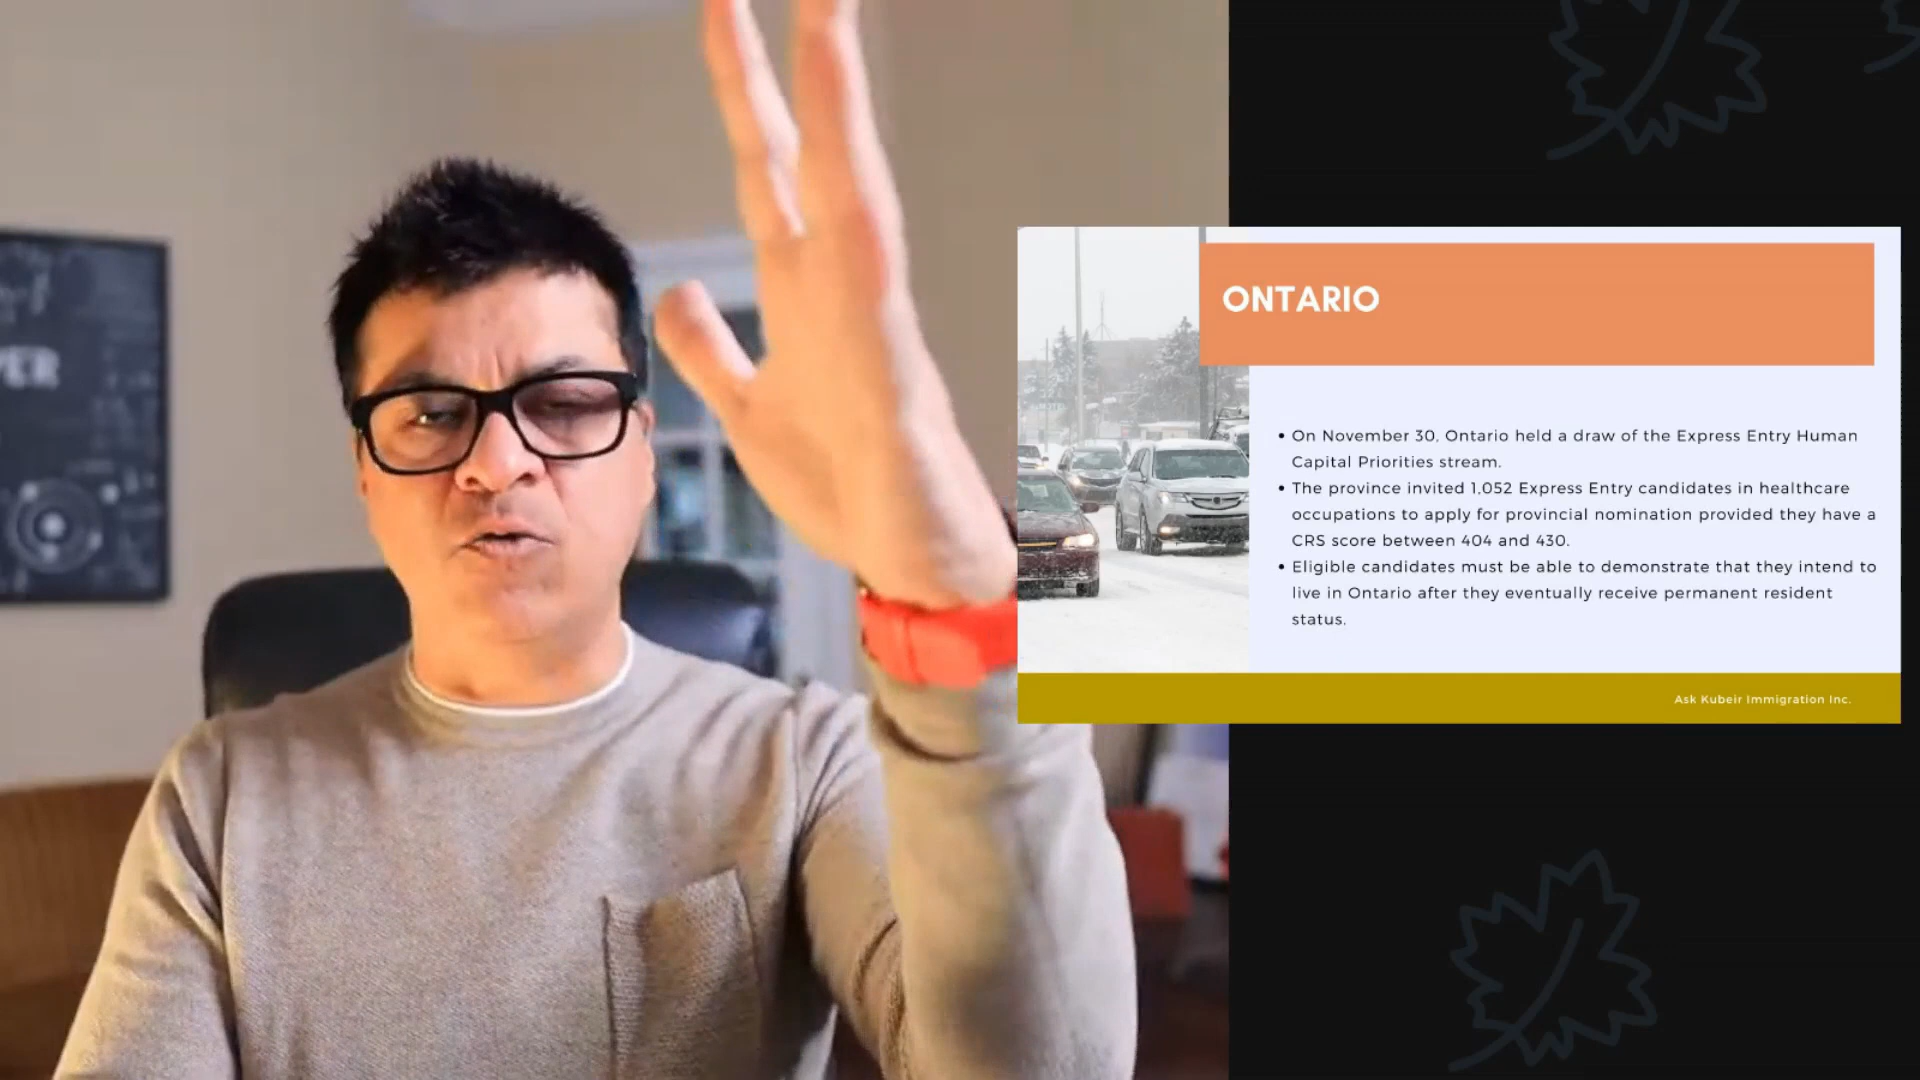 ONTARIO
• On November 30, Ontario held a draw of the Express Entry Human
Capital Priorities stream.
• The province invited 1,052 Express Entry candidates in healthcare
occupations to apply for provincial nomination provided they have a
CRS score between 404 and 430.
• Eligible candidates must be able to demonstrate that they intend to
live in Ontario after they eventually receive permanent resident
status.
Ask Kubeir Immigration Inc.